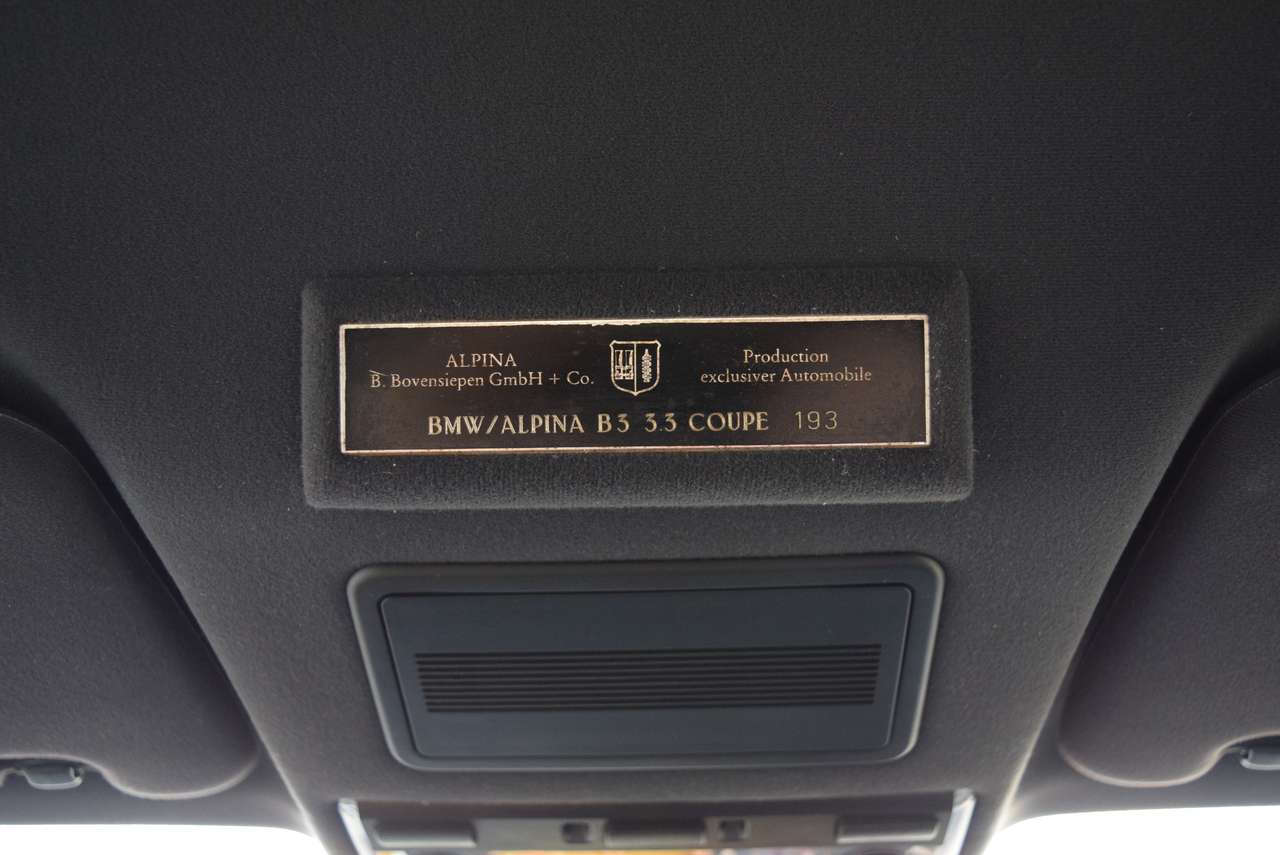 ALPINA
B. Bovensiepen GmbH + Co.
Production
exclusiver Automobile
BMW/ALPINA B3 3.3 COUPE 193